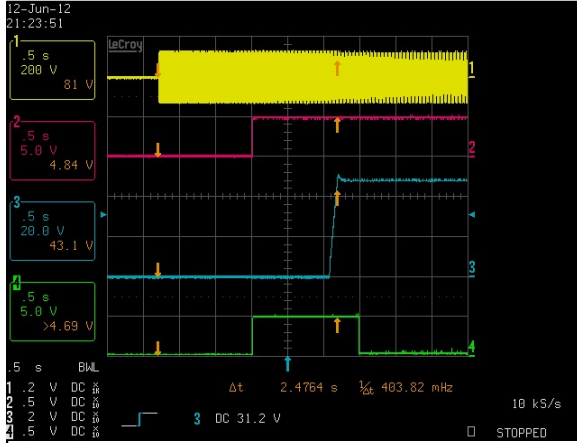 12-Jun-12
21:23:51
LeCroy
1
.5 s
200 V
81 V
1
2
.5 s
5.0 V
4.84 V
2
3
.5 s
20.0 V
43.1 V
3
4
.5 s
5.0 V
>4.69 V
4
.5 s BWL
1 .2 V DC
2 .5 V DC X10
3 2 V DC X10
4 .5 V DC X10
Δt 2.4764 s 1/Δt 403.82 mHz
3 DC 31.2 V
10 kS/s
STOPPED